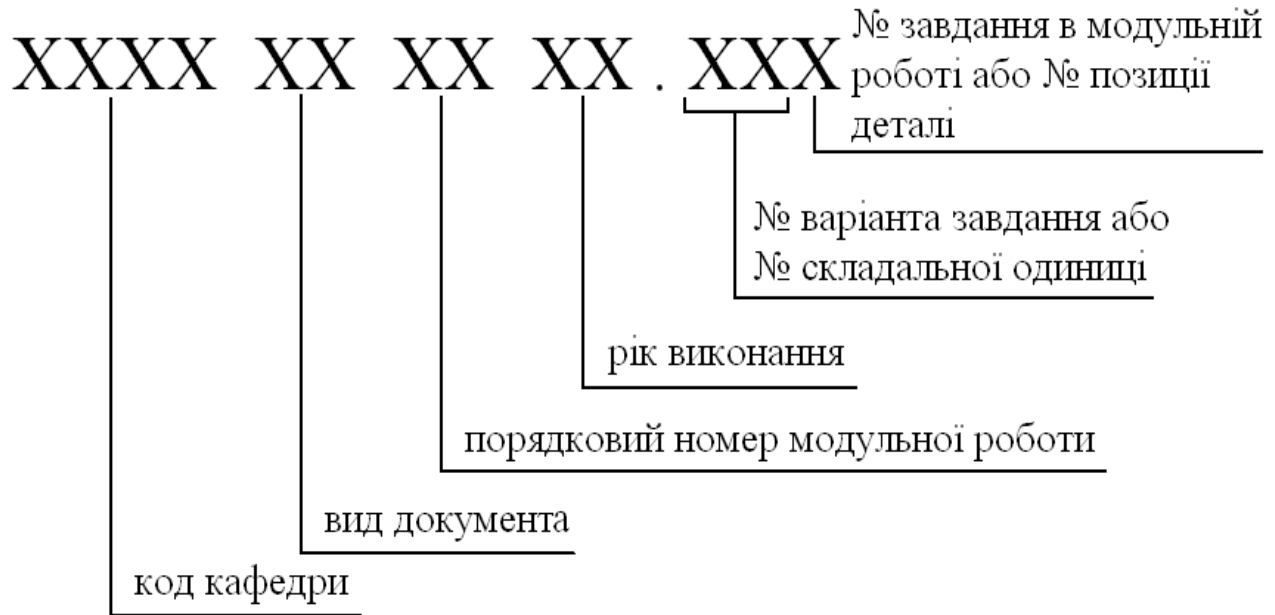 XXXX XX XX XX . XXX
№ завдання в модульній
роботі або № позиції
деталі
№ варіанта завдання або
№ складальної одиниці
рік виконання
порядковий номер модульної роботи
вид документа
код кафедри